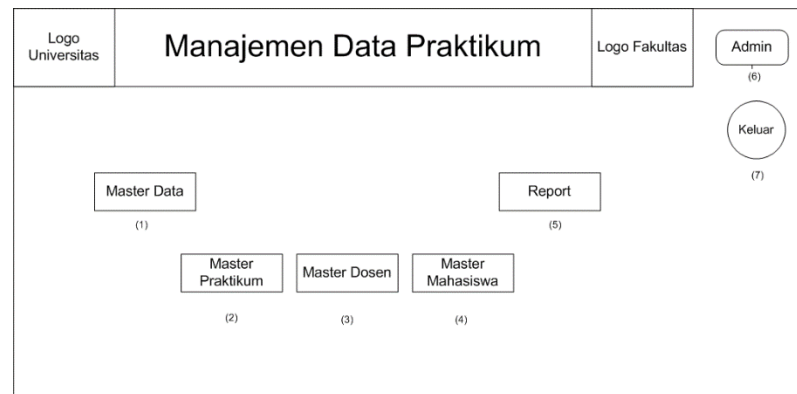 Logo
Universitas
Manajemen Data Praktikum
Logo Fakultas
Admin
(6)
Keluar
(7)
Master Data
(1)
Report
(5)
Master
Praktikum
(2)
Master Dosen
(3)
Master
Mahasiswa
(4)